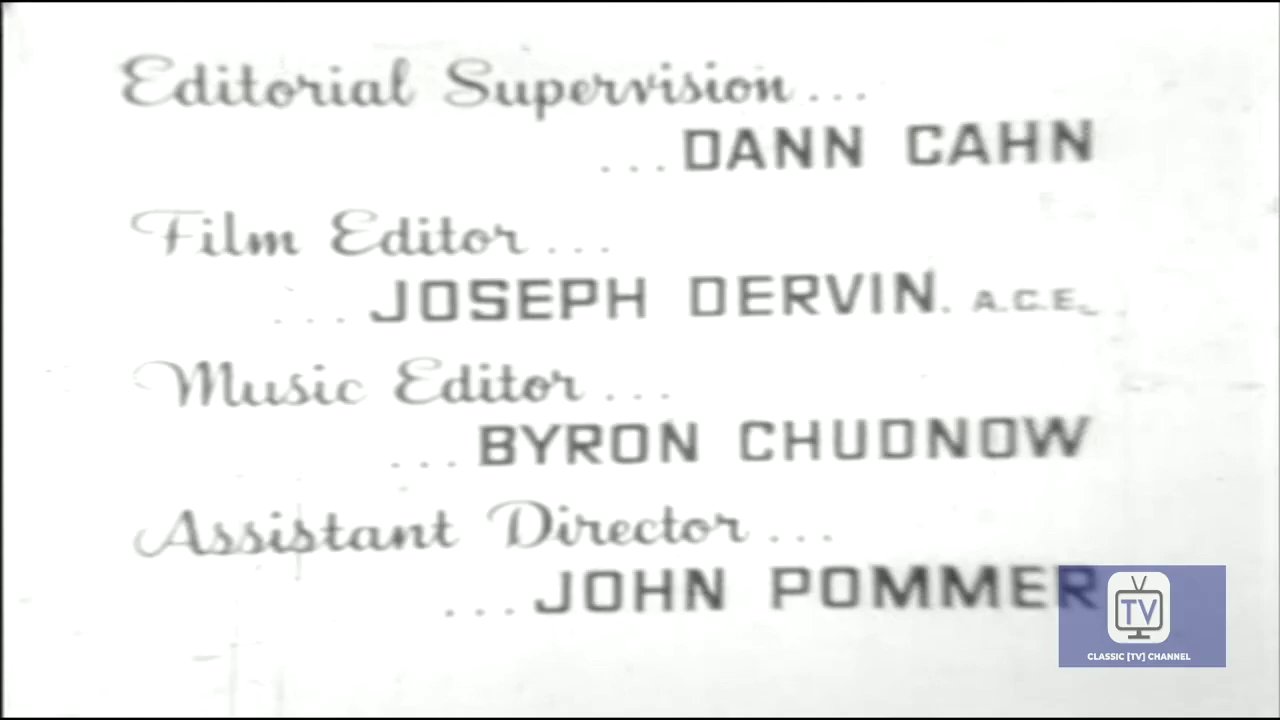 Editorial Supervision...
...DANN CAHN
Film Editor...
...JOSEPH DERVIN. A.C.E.
Music Editor...
...BYRON CHUDNOW
Assistant Director...
...JOHN POMMER
TV
CLASSIC [TV] CHANNEL